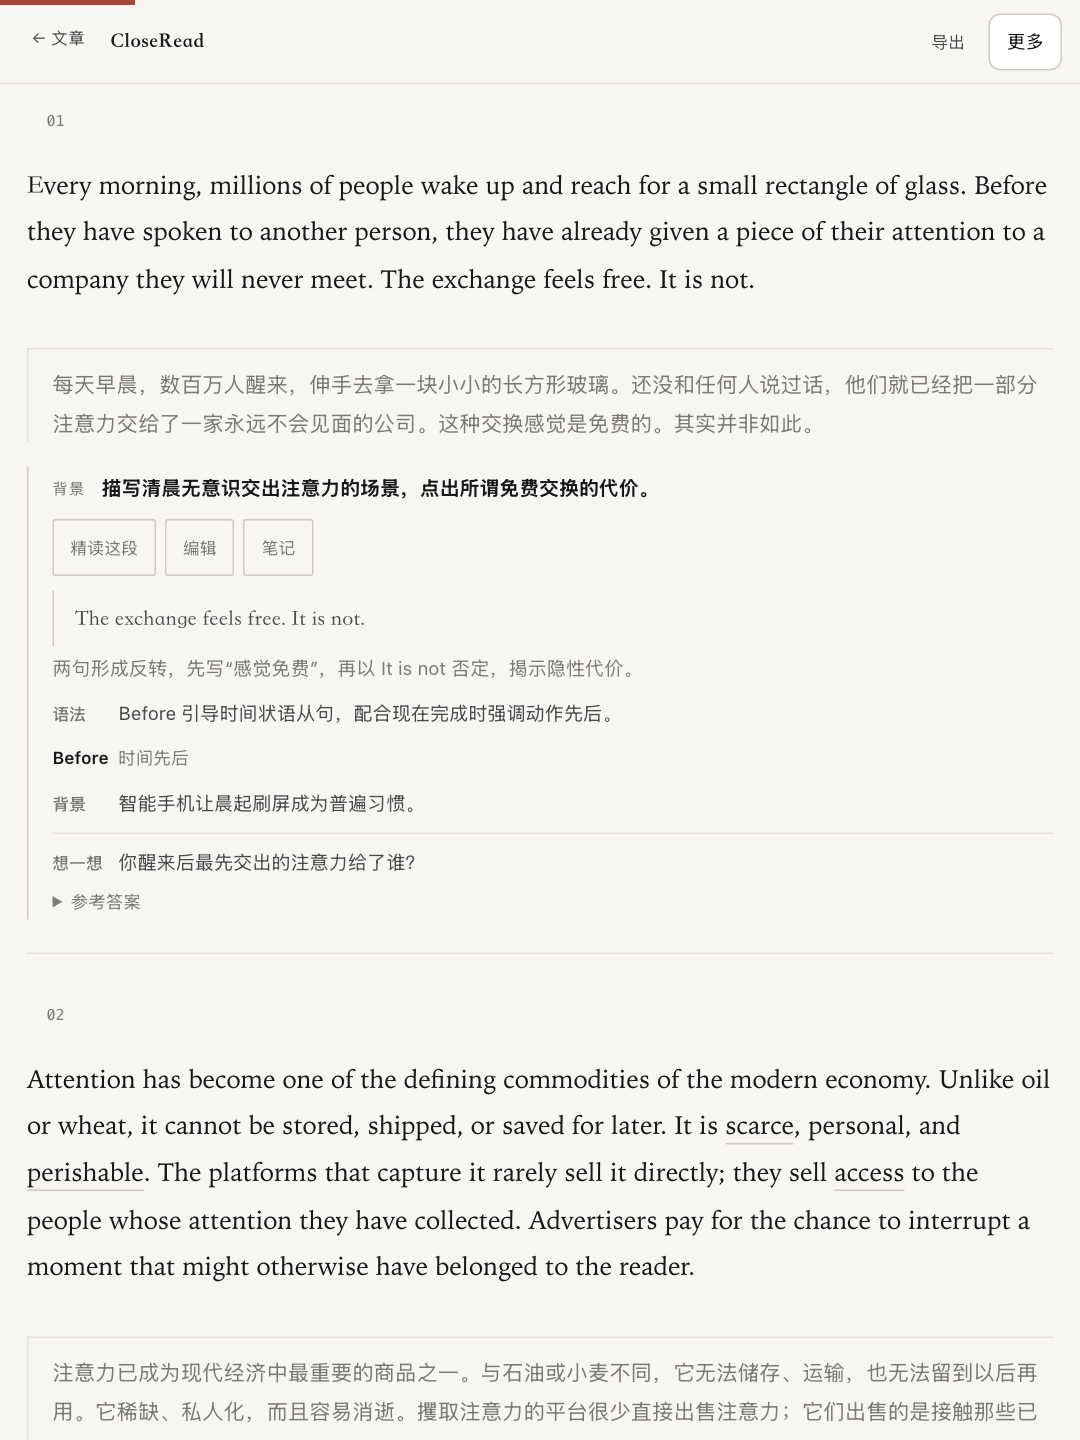 ← 文章 CloseRead 导出 更多
01
Every morning, millions of people wake up and reach for a small rectangle of glass. Before
they have spoken to another person, they have already given a piece of their attention to a
company they will never meet. The exchange feels free. It is not.
每天早晨，数百万人醒来，伸手去拿一块小小的长方形玻璃。还没和任何人说过话，他们就已经把一部分
注意力交给了一家永远不会见面的公司。这种交换感觉是免费的。其实并非如此。
背景 描写清晨无意识交出注意力的场景，点出所谓免费交换的代价。
精读这段 编辑 笔记
The exchange feels free. It is not.
两句形成反转，先写“感觉免费”，再以 It is not 否定，揭示隐性代价。
语法 Before 引导时间状语从句，配合现在完成时强调动作先后。
Before 时间先后
背景 智能手机让晨起刷屏成为普遍习惯。
想一想 你醒来后最先交出的注意力给了谁？
▶ 参考答案
02
Attention has become one of the defining commodities of the modern economy. Unlike oil
or wheat, it cannot be stored, shipped, or saved for later. It is scarce, personal, and
perishable. The platforms that capture it rarely sell it directly; they sell access to the
people whose attention they have collected. Advertisers pay for the chance to interrupt a
moment that might otherwise have belonged to the reader.
注意力已成为现代经济中最重要的商品之一。与石油或小麦不同，它无法储存、运输，也无法留到以后再
用。它稀缺、私人化，而且容易消逝。攫取注意力的平台很少直接出售注意力；它们出售的是接触那些已